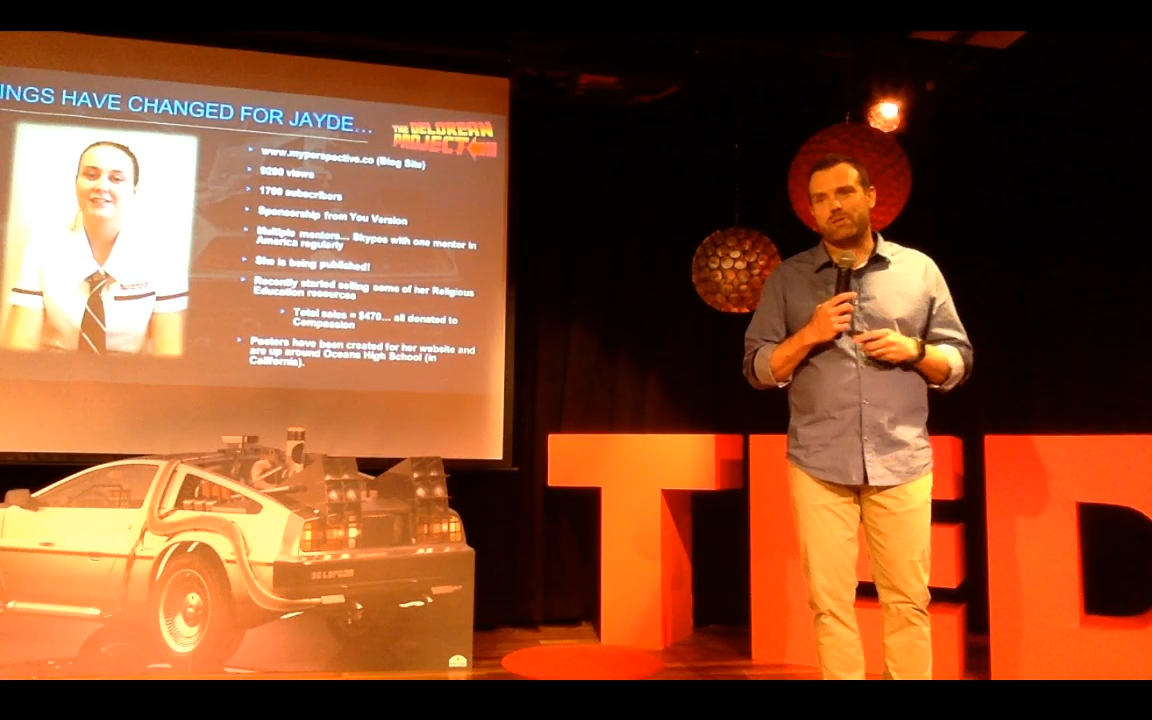 INGS HAVE CHANGED FOR JAYDE...
THE DELOREAN
PROJECT
www.myperspective.co (Blog Site)
9200 views
1700 subscribers
Sponsorship from You Version
Multiple mentors... Skypes with one mentor in
America regularly
She is being published!
Recently started selling some of her Religious
Education resources
Total sales = $470... all donated to
Compassion
Posters have been created for her website and
are up around Oceana High School (in
California).
DELOREAN
TED